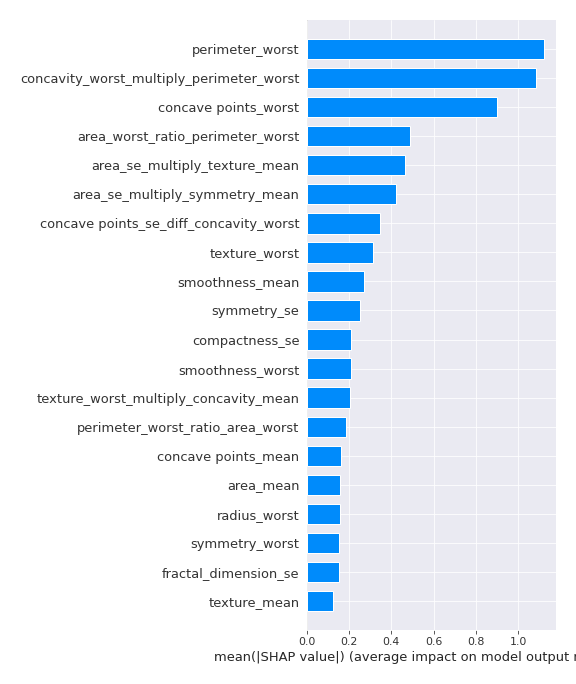 perimeter_worst
concavity_worst_multiply_perimeter_worst
concave points_worst
area_worst_ratio_perimeter_worst
area_se_multiply_texture_mean
area_se_multiply_symmetry_mean
concave points_se_diff_concavity_worst
texture_worst
smoothness_mean
symmetry_se
compactness_se
smoothness_worst
texture_worst_multiply_concavity_mean
perimeter_worst_ratio_area_worst
concave points_mean
area_mean
radius_worst
symmetry_worst
fractal_dimension_se
texture_mean
0.0 0.2 0.4 0.6 0.8 1.0
mean(|SHAP value|) (average impact on model output